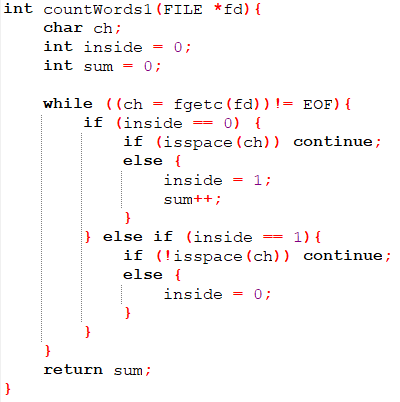 int countWords1(FILE *fd){
    char ch;
    int inside = 0;
    int sum = 0;

    while ((ch = fgetc(fd))!= EOF){
        if (inside == 0) {
            if (isspace(ch)) continue;
            else {
                inside = 1;
                sum++;
            }
        } else if (inside == 1){
            if (!isspace(ch)) continue;
            else {
                inside = 0;
            }
        }
    }
    return sum;
}